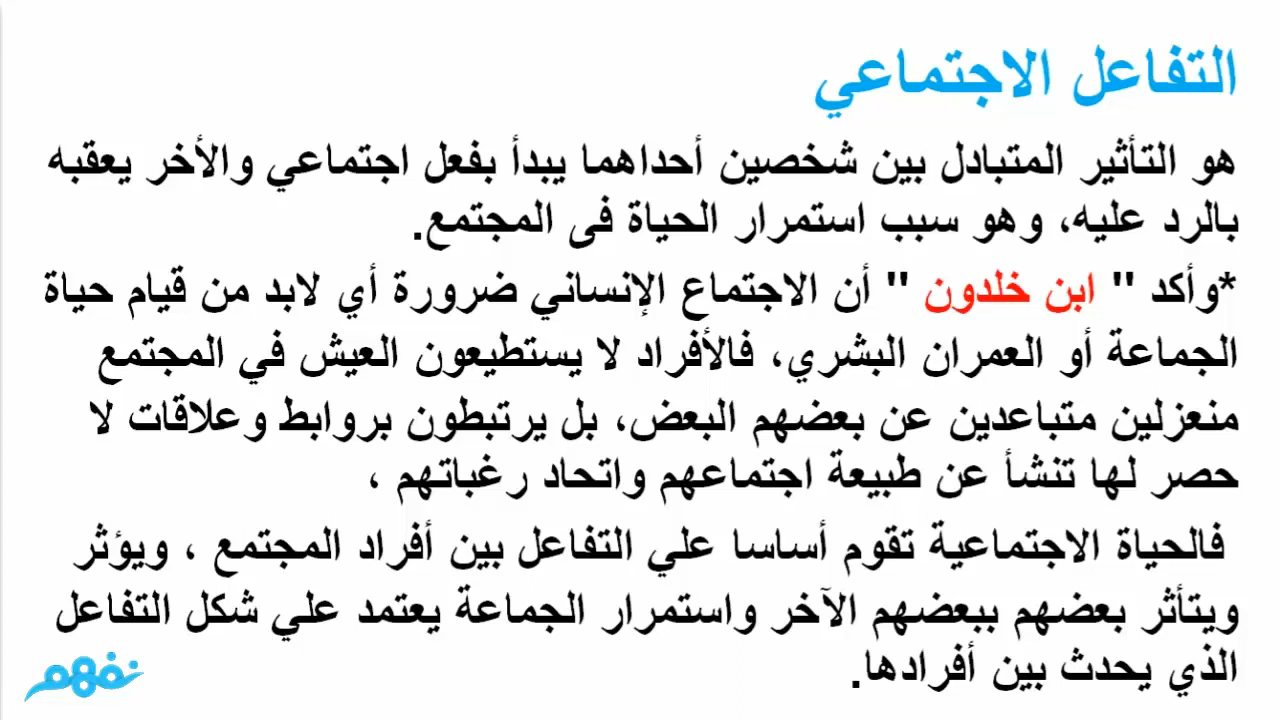 التفاعل الاجتماعي
هو التأثير المتبادل بين شخصين أحداهما يبدأ بفعل اجتماعي والأخر يعقبه
بالرد عليه، وهو سبب استمرار الحياة فى المجتمع.
*وأكد " ابن خلدون " أن الاجتماع الإنساني ضرورة أي لابد من قيام حياة
الجماعة أو العمران البشري، فالأفراد لا يستطيعون العيش في المجتمع
منعزلين متباعدين عن بعضهم البعض، بل يرتبطون بروابط وعلاقات لا
حصر لها تنشأ عن طبيعة اجتماعهم واتحاد رغباتهم ،
فالحياة الاجتماعية تقوم أساسا علي التفاعل بين أفراد المجتمع ، ويؤثر
ويتأثر بعضهم ببعضهم الآخر واستمرار الجماعة يعتمد علي شكل التفاعل
الذي يحدث بين أفرادها.
نفهم